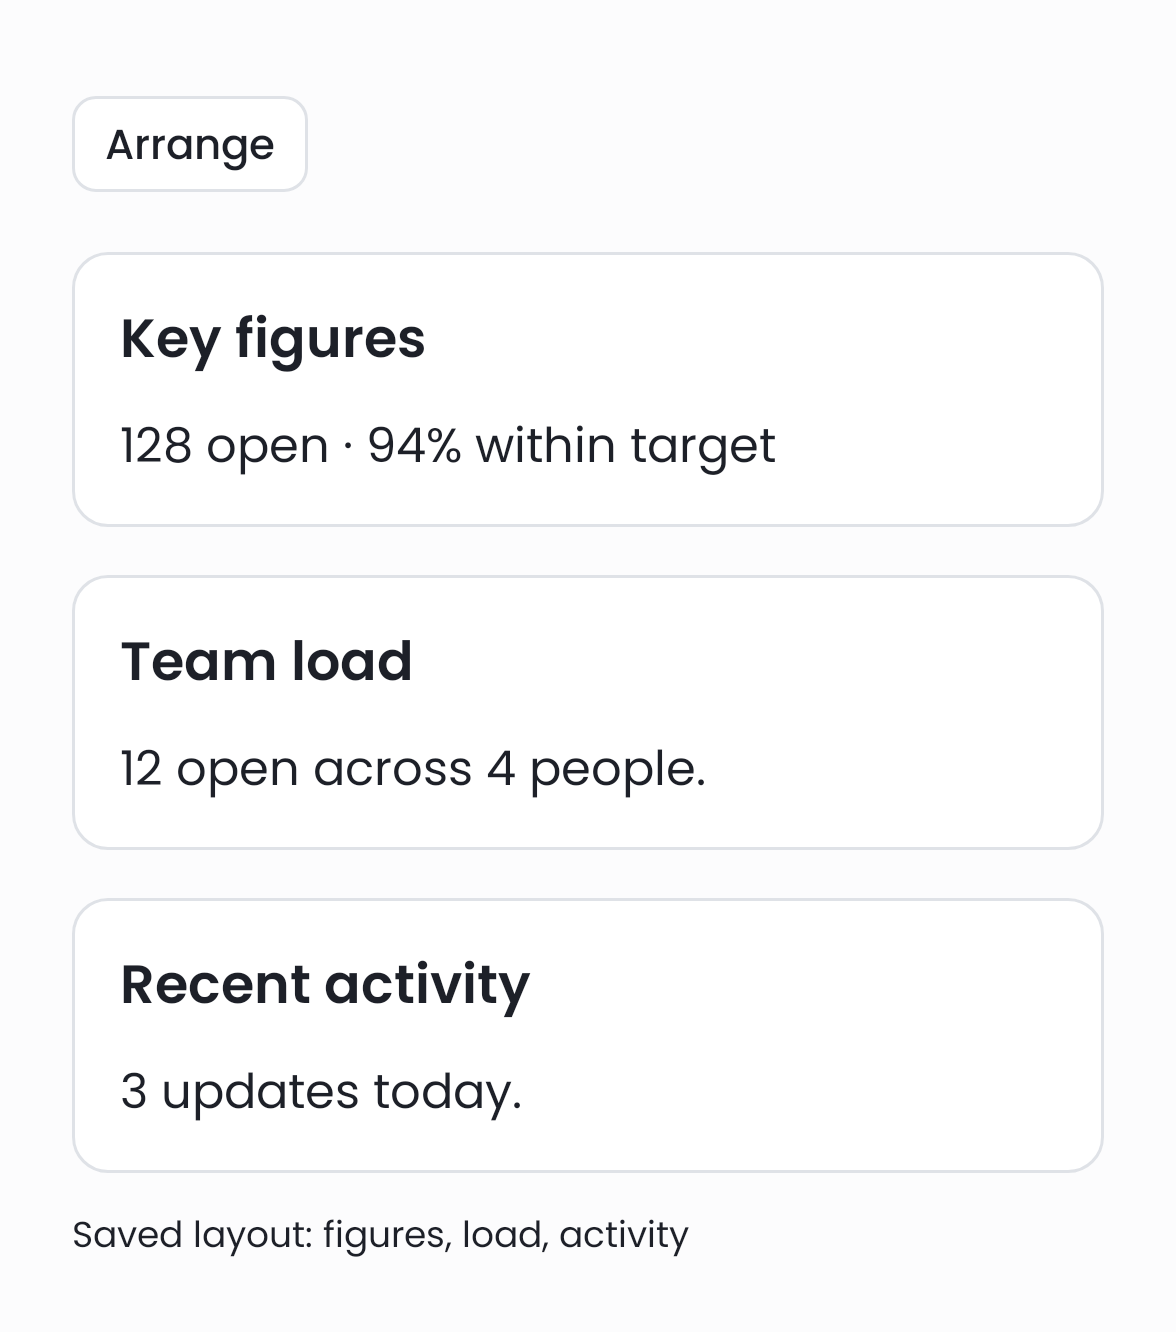 Arrange
Key figures
128 open · 94% within target
Team load
12 open across 4 people.
Recent activity
3 updates today.
Saved layout: figures, load, activity